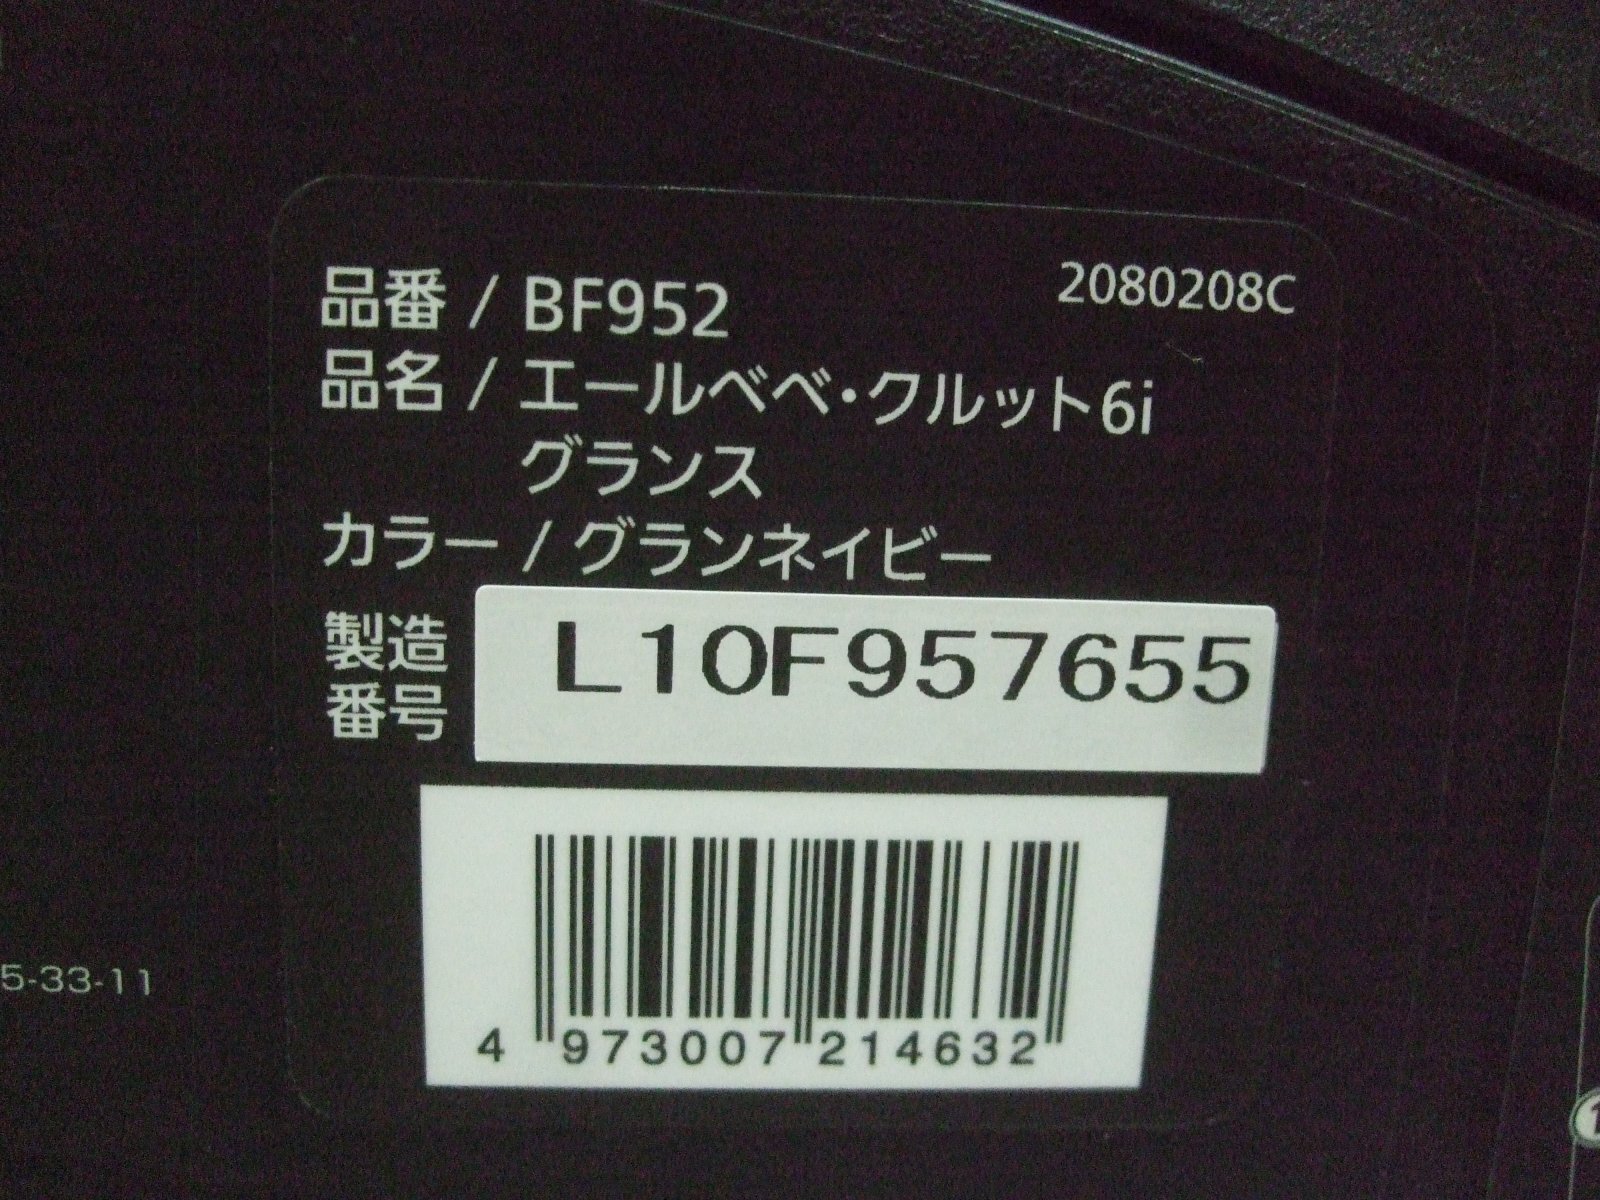 品番 / BF952 2080208C
品名 / エールベベ・クルット6i
グランス
カラー / グランネイビー
製造
番号
L10F957655
4 973007 214632
5-33-11
1